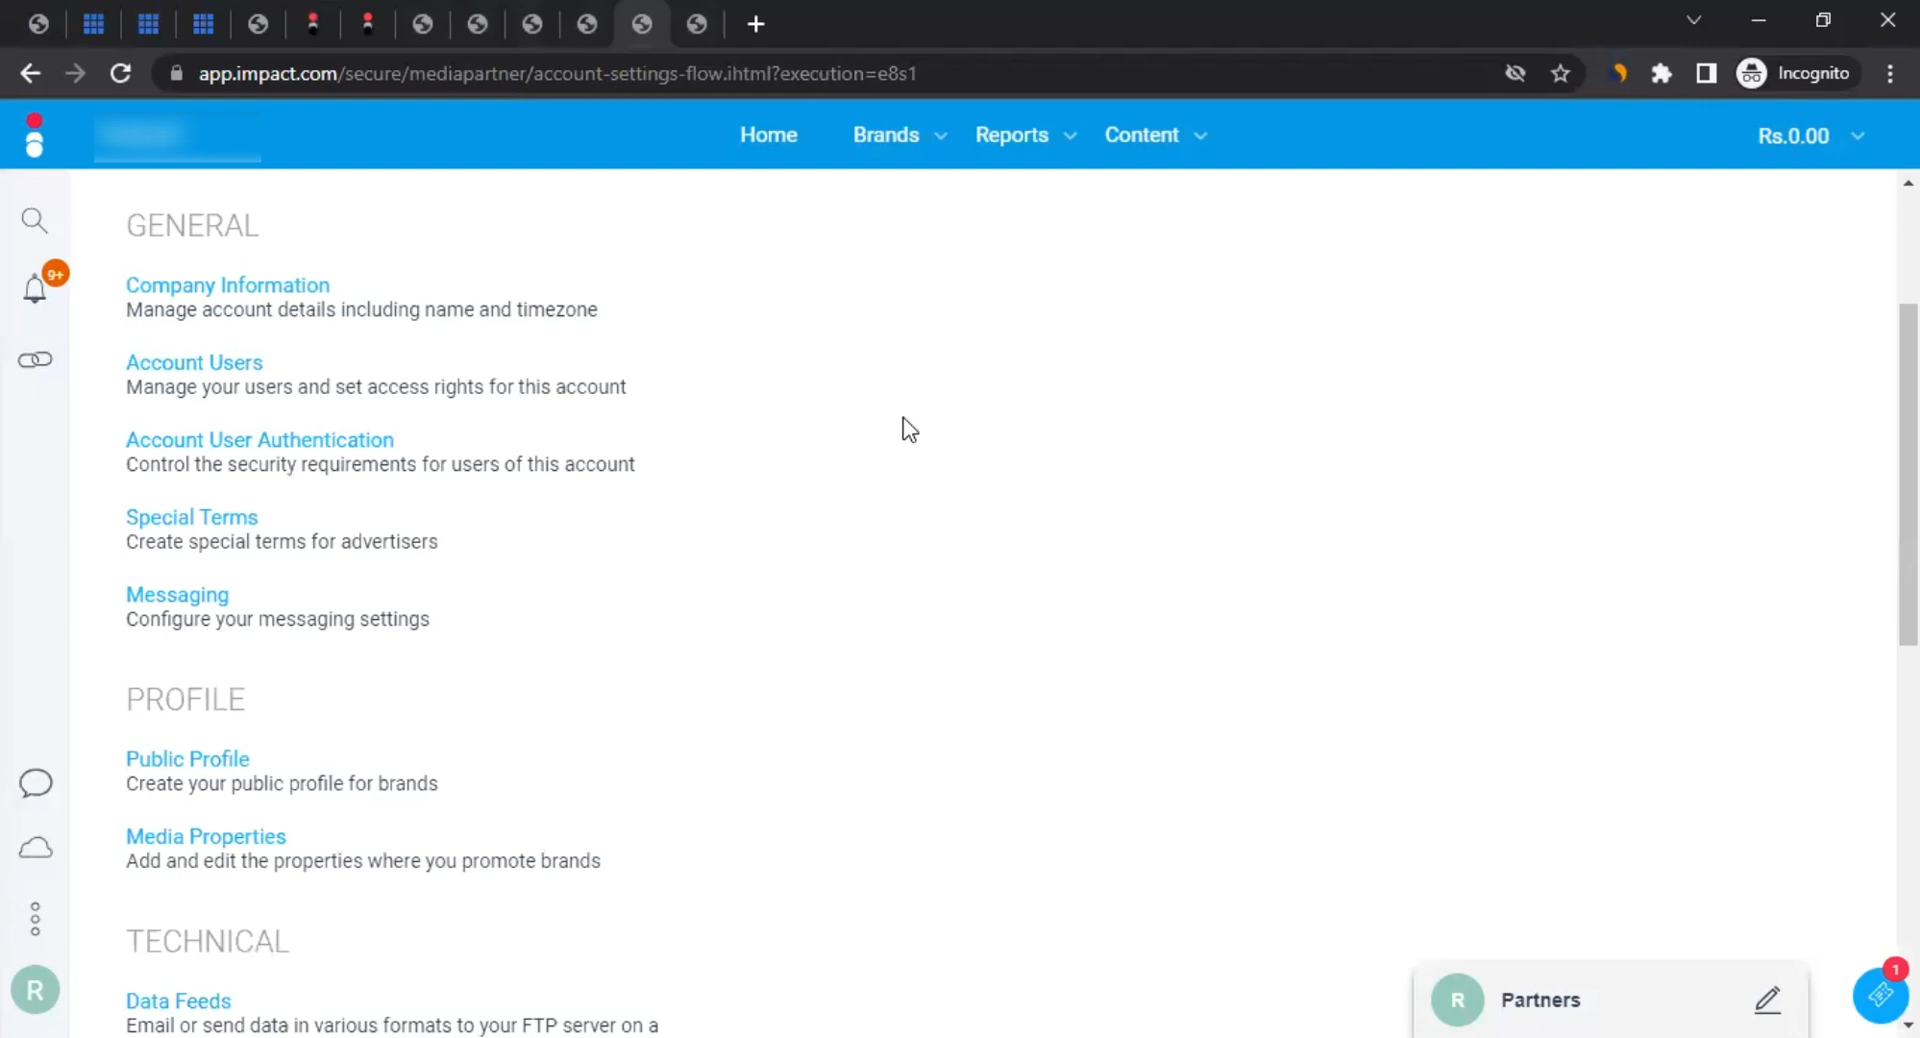 app.impact.com/secure/mediapartner/account-settings-flow.ihtml?execution=e8s1
Incognito
Home
Brands
Reports
Content
Rs.0.00
9+
GENERAL
Company Information
Manage account details including name and timezone
Account Users
Manage your users and set access rights for this account
Account User Authentication
Control the security requirements for users of this account
Special Terms
Create special terms for advertisers
Messaging
Configure your messaging settings
PROFILE
Public Profile
Create your public profile for brands
Media Properties
Add and edit the properties where you promote brands
TECHNICAL
Data Feeds
Email or send data in various formats to your FTP server on a
R
R
Partners
1